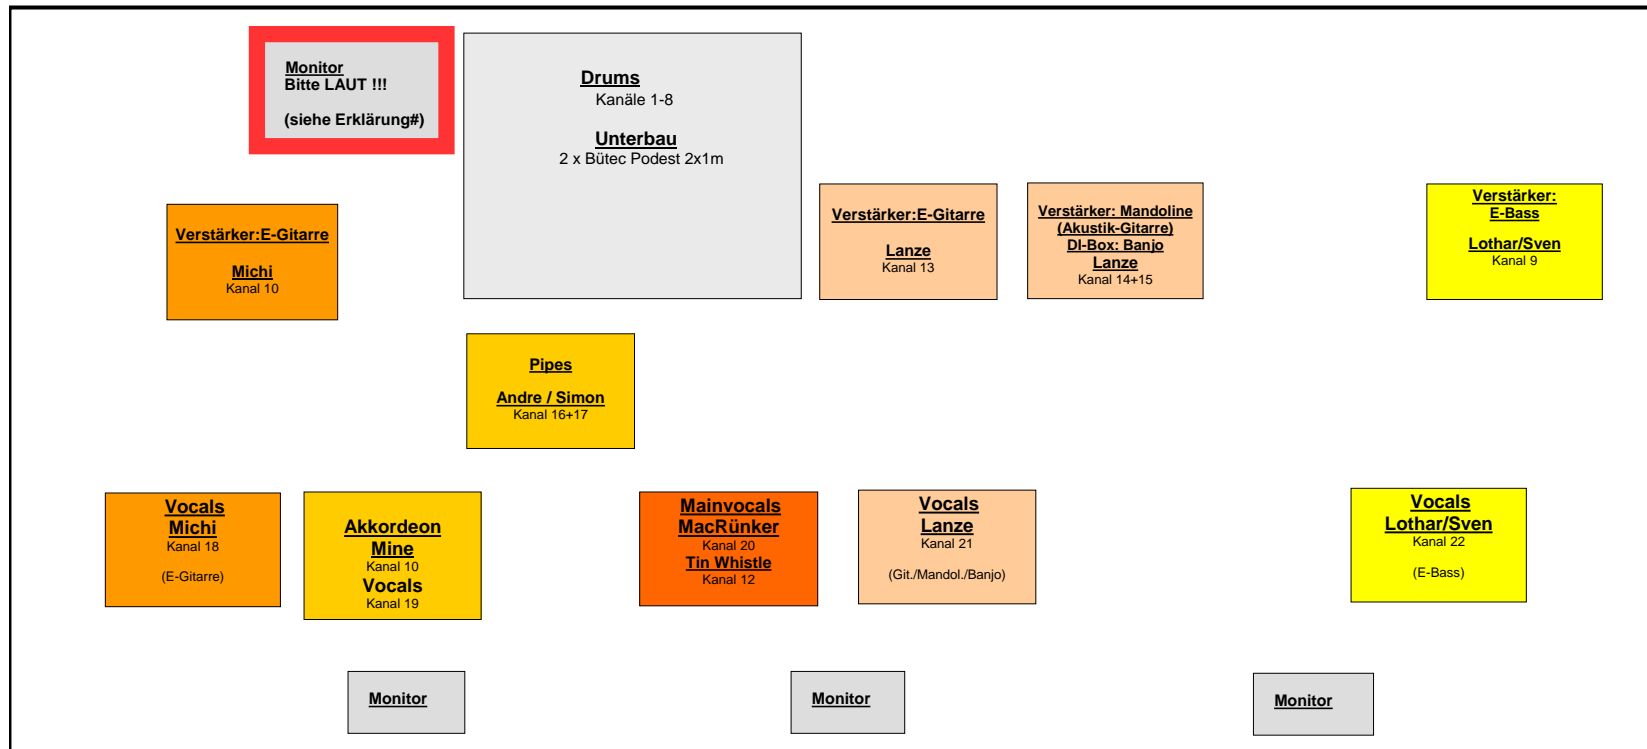 Monitor
Bitte LAUT !!!
(siehe Erklärung#)
Drums
Kanäle 1-8
Unterbau
2 x Bütec Podest 2x1m
Verstärker:E-Gitarre
Michi
Kanal 10
Verstärker:E-Gitarre
Lanze
Kanal 13
Verstärker: Mandoline
(Akustik-Gitarre)
DI-Box: Banjo
Lanze
Kanal 14+15
Verstärker:
E-Bass
Lothar/Sven
Kanal 9
Pipes
Andre / Simon
Kanal 16+17
Vocals
Michi
Kanal 18
(E-Gitarre)
Akkordeon
Mine
Kanal 10
Vocals
Kanal 19
Mainvocals
MacRünker
Kanal 20
Tin Whistle
Kanal 12
Vocals
Lanze
Kanal 21
(Git./Mandol./Banjo)
Vocals
Lothar/Sven
Kanal 22
(E-Bass)
Monitor
Monitor
Monitor